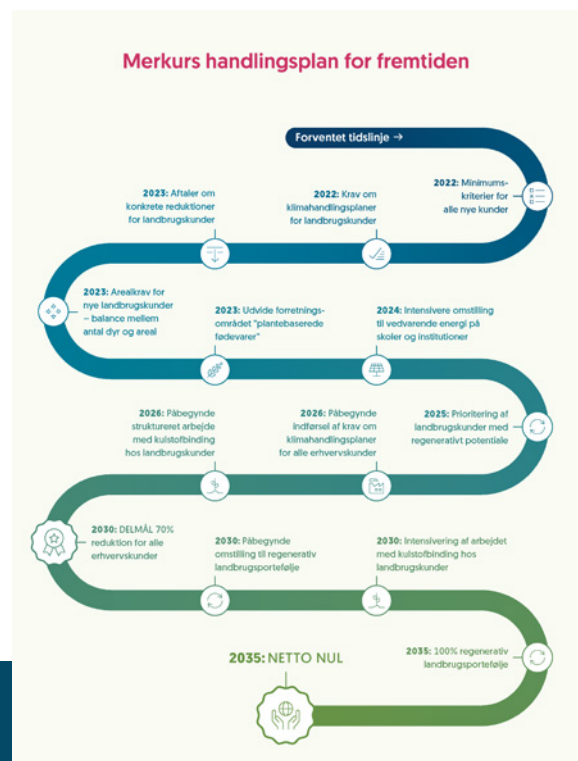 Merkurs handlingsplan for fremtiden
Forventet tidslinje →
2022: Minimums-
kriterier for
alle nye kunder
2022: Krav om
klimahandlingsplaner
for landbrugskunder
2023: Aftaler om
konkrete reduktioner
for landbrugskunder
2023: Arealkrav for
nye landbrugskunder
– balance mellem
antal dyr og areal
2023: Udvide forretnings-
området "plantebaserede
fødevarer"
2024: Intensivere omstilling
til vedvarende energi på
skoler og institutioner
2025: Prioritering af
landbrugskunder med
regenerativt potentiale
2026: Påbegynde
indførsel af krav om
klimahandlingsplaner
for alle erhvervskunder
2026: Påbegynde
struktureret arbejde
med kulstofbinding
hos landbrugskunder
2030: DELMÅL 70%
reduktion for alle
erhvervskunder
2030: Påbegynde
omstilling til regenerativ
landbrugsportefølje
2030: Intensivering af arbejdet
med kulstofbinding hos
landbrugskunder
2035: 100% regenerativ
landbrugsportefølje
2035: NETTO NUL